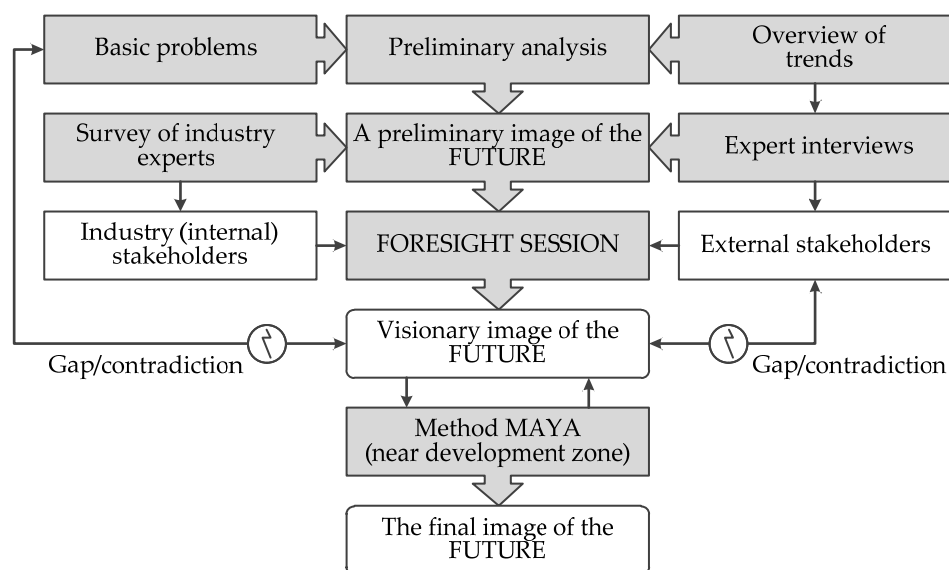 Basic problems
Preliminary analysis
Overview of
trends
Survey of industry
experts
A preliminary image of the
FUTURE
Expert interviews
Industry (internal)
stakeholders
FORESIGHT SESSION
External stakeholders
Visionary image of the
FUTURE
Gap/contradiction
Gap/contradiction
Method MAYA
(near development zone)
The final image of the
FUTURE